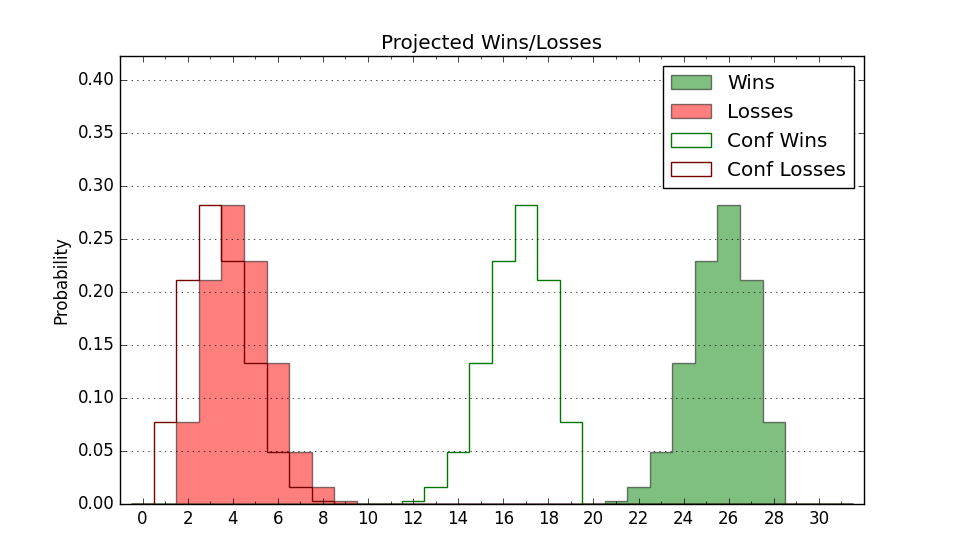 Projected Wins/Losses
Probability
0.40
0.35
0.30
0.25
0.20
0.15
0.10
0.05
0.00
0 2 4 6 8 10 12 14 16 18 20 22 24 26 28 30
Wins
Losses
Conf Wins
Conf Losses